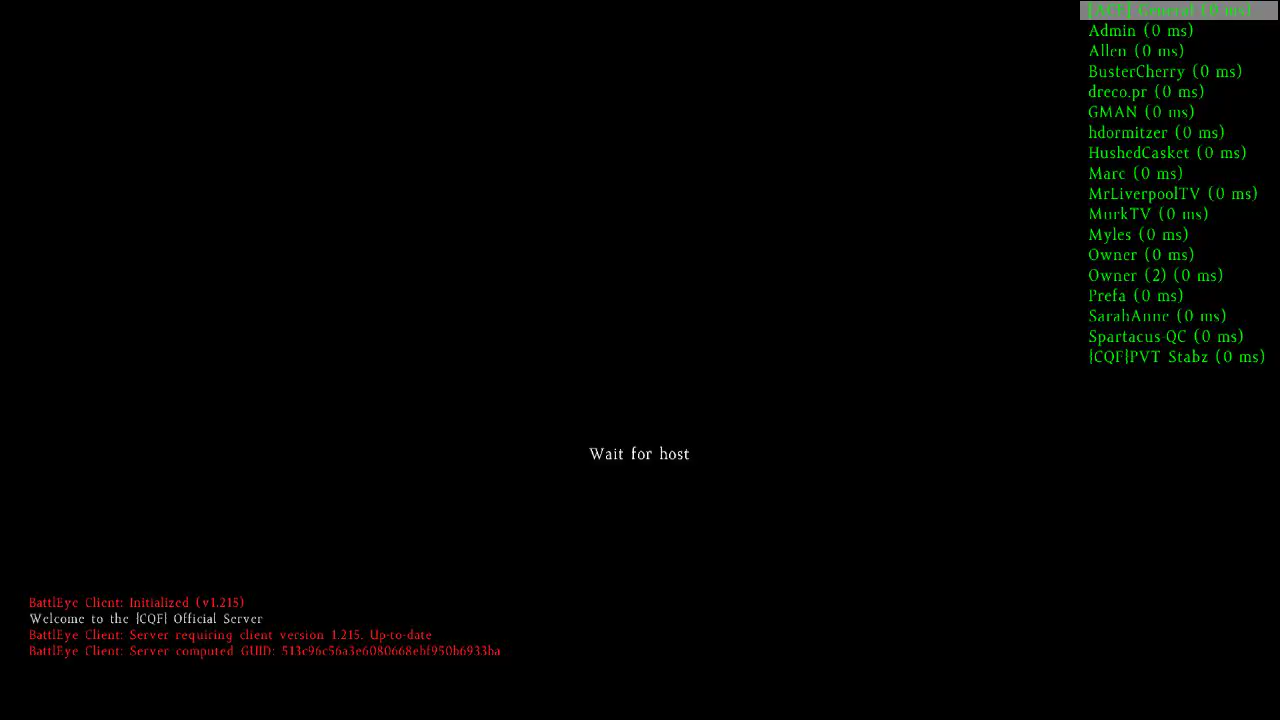 General (0 ms)
Admin (0 ms)
Allen (0 ms)
BusterCherry (0 ms)
dreco.pr (0 ms)
GMAN (0 ms)
hdormitzer (0 ms)
HushedCasket (0 ms)
Marc (0 ms)
MrLiverpoolTV (0 ms)
MurkTV (0 ms)
Myles (0 ms)
Owner (0 ms)
Owner (2) (0 ms)
Prefa (0 ms)
SarahAnne (0 ms)
Spartacus-QC (0 ms)
{CQF}PVT Stabz (0 ms)
Wait for host
BattlEye Client: Initialized (v1.215)
Welcome to the {CQF} Official Server
BattlEye Client: Server requiring client version 1.215. Up-to-date
BattlEye Client: Server computed GUID: 513c96c56a3e6080668ebf950b6933ba